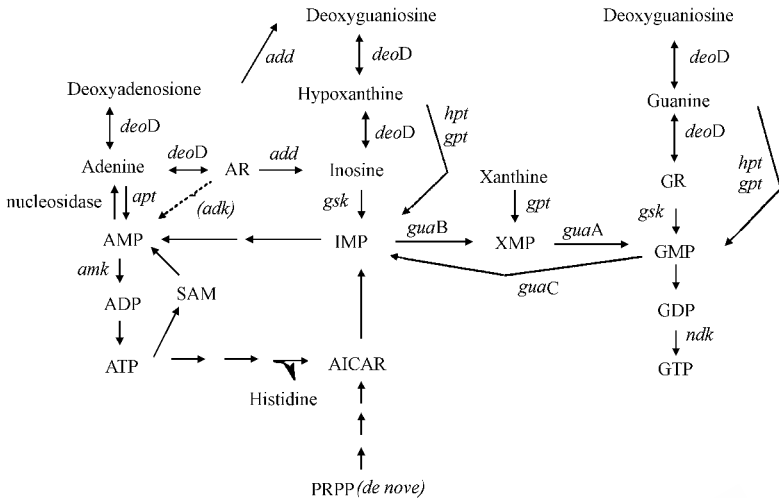 Deoxyguaniosine
Deoxyguaniosine
add
deoD
deoD
Deoxyadenosione
Hypoxanthine
Guanine
deoD
hpt
gpt
deoD
deoD
Adenine
deoD
AR
add
Inosine
Xanthine
GR
hpt
gpt
nucleosidase
apt
(adk)
gsk
gpt
gsk
AMP
IMP
guaB
XMP
guaA
GMP
amk
guaC
ADP
SAM
GDP
ndk
ATP
AICAR
GTP
Histidine
PRPP(de nove)